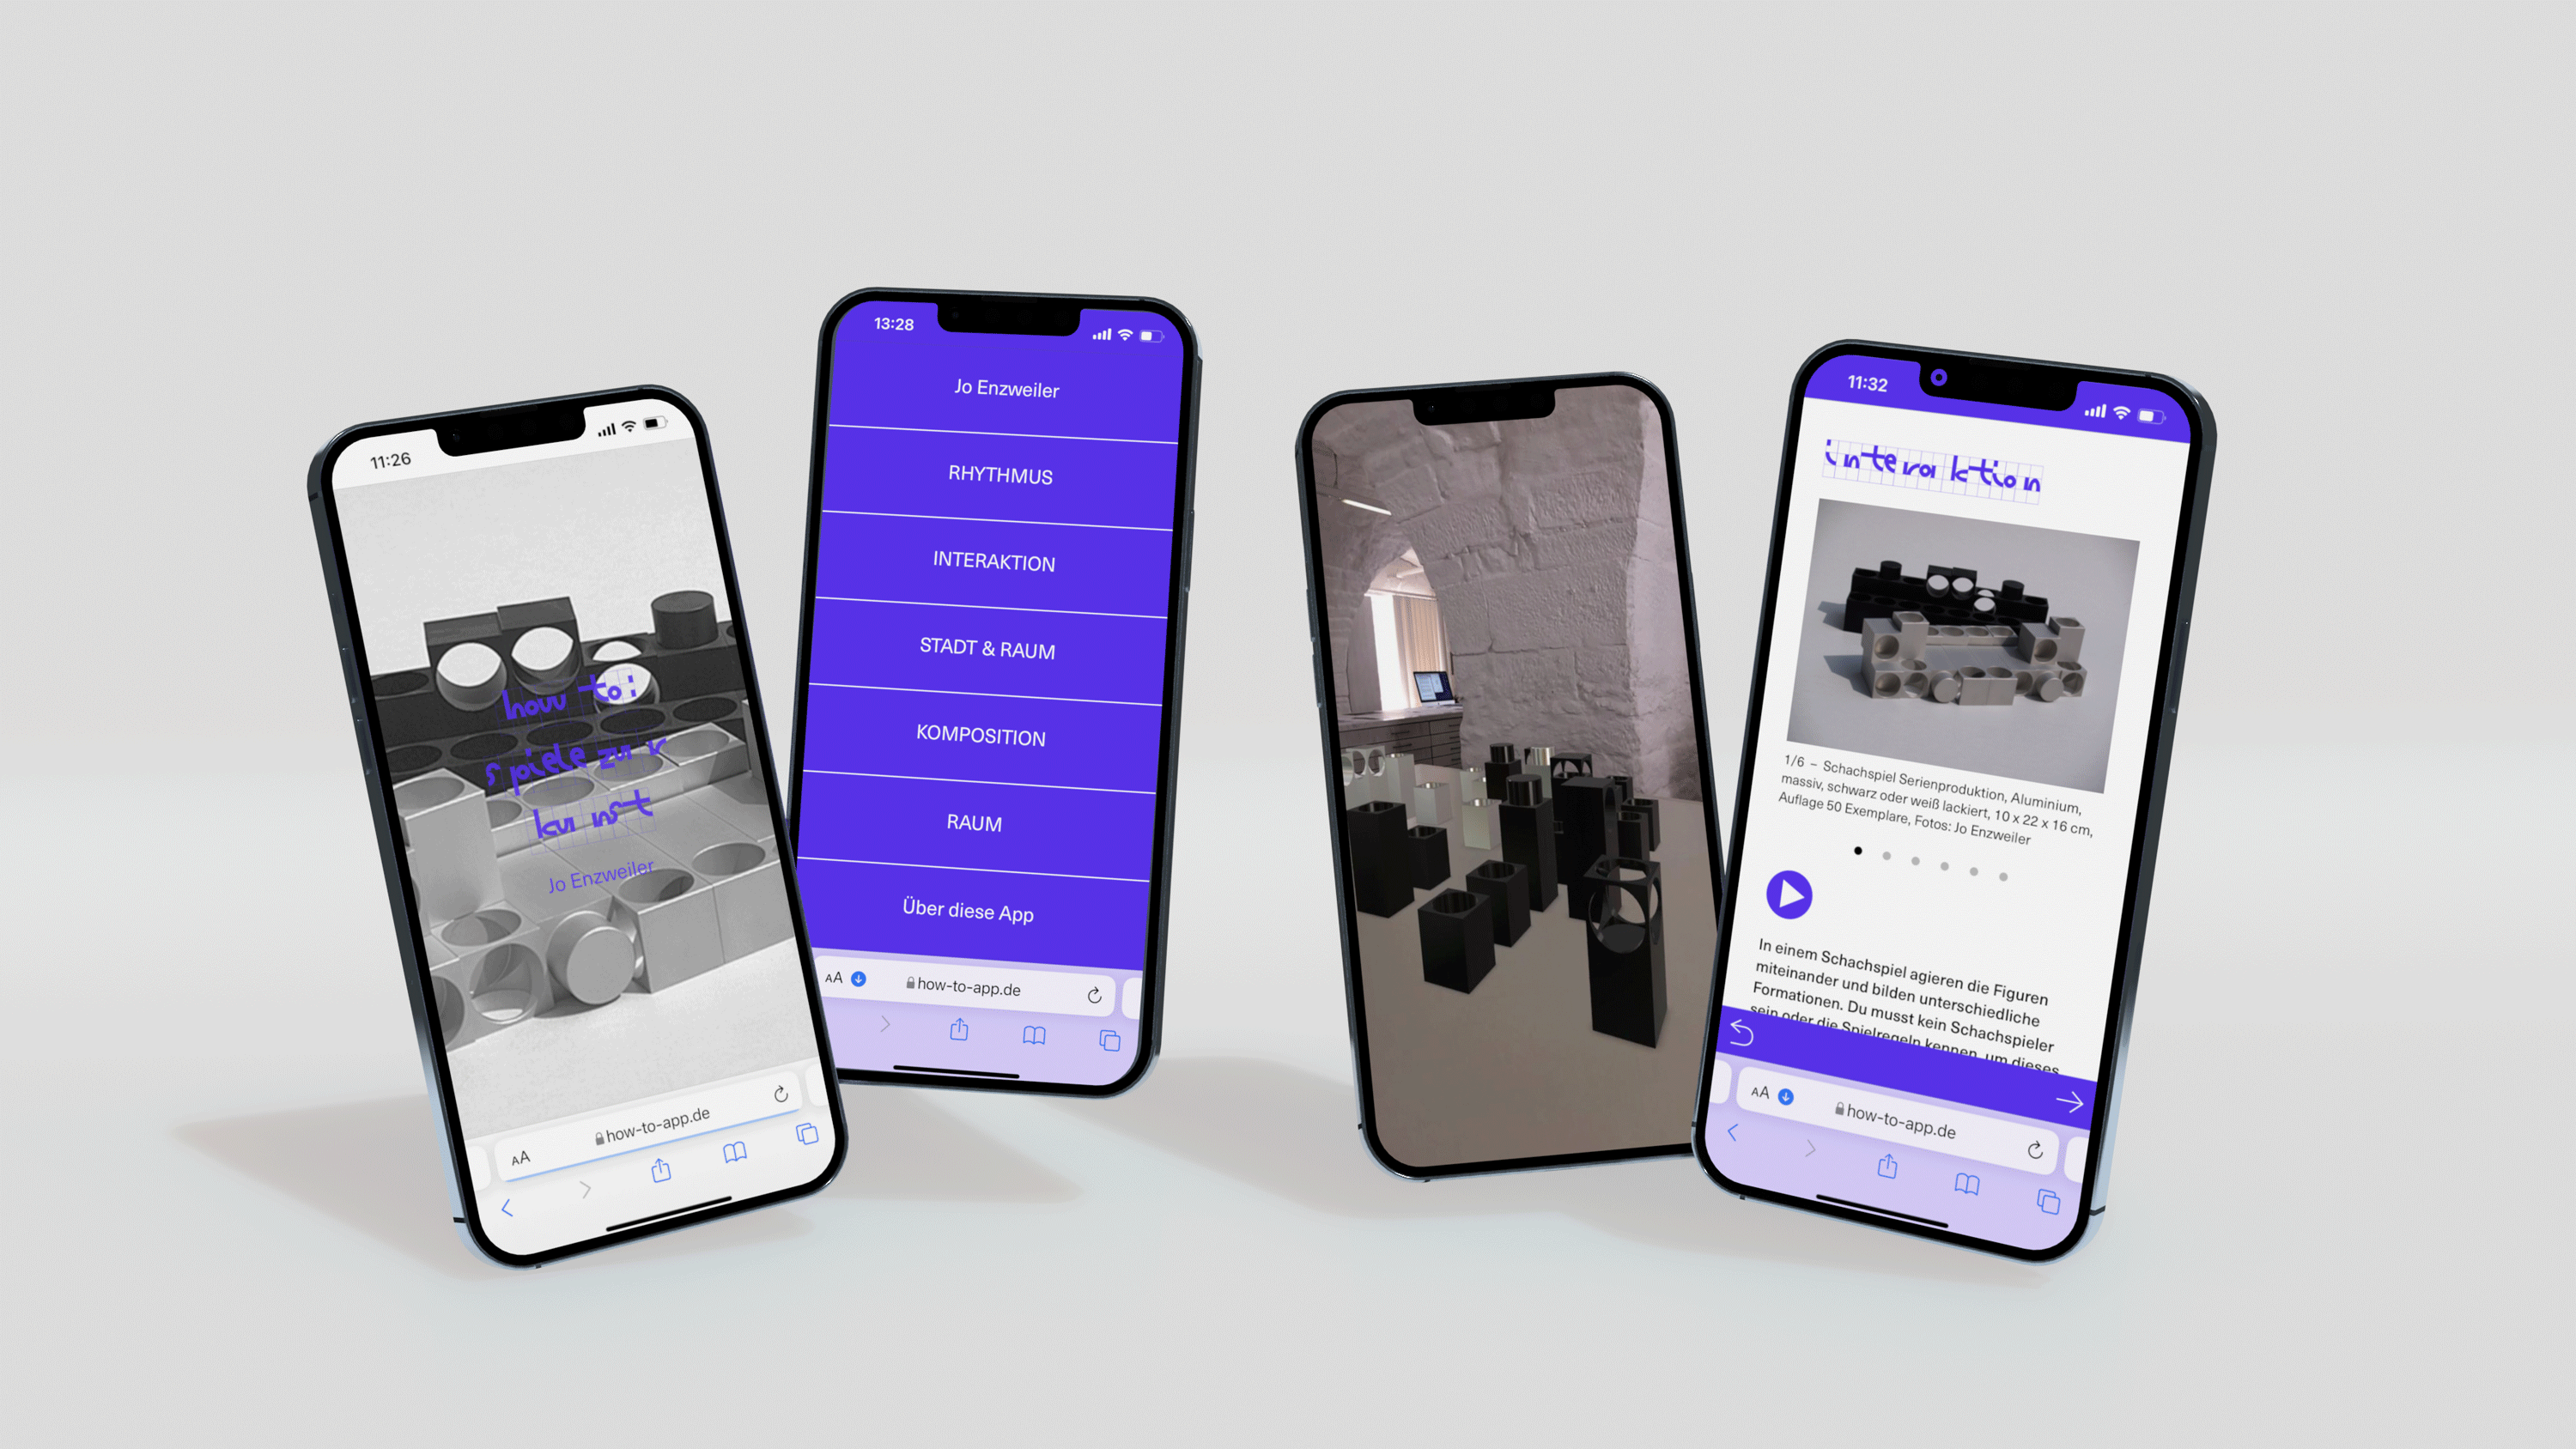 11:26
how to:
spiele zur
kunst
Jo Enzweiler
AA
how-to-app.de
13:28
Jo Enzweiler
RHYTHMUS
INTERAKTION
STADT & RAUM
KOMPOSITION
RAUM
Über diese App
AA
how-to-app.de
11:32
interaktion
1/6 – Schachspiel Serienproduktion, Aluminium,
massiv, schwarz oder weiß lackiert, 10 x 22 x 16 cm,
Auflage 50 Exemplare, Fotos: Jo Enzweiler
In einem Schachspiel agieren die Figuren
miteinander und bilden unterschiedliche
Formationen. Du musst kein Schachspieler
sein oder die Spielregeln kennen, um dieses
AA
how-to-app.de